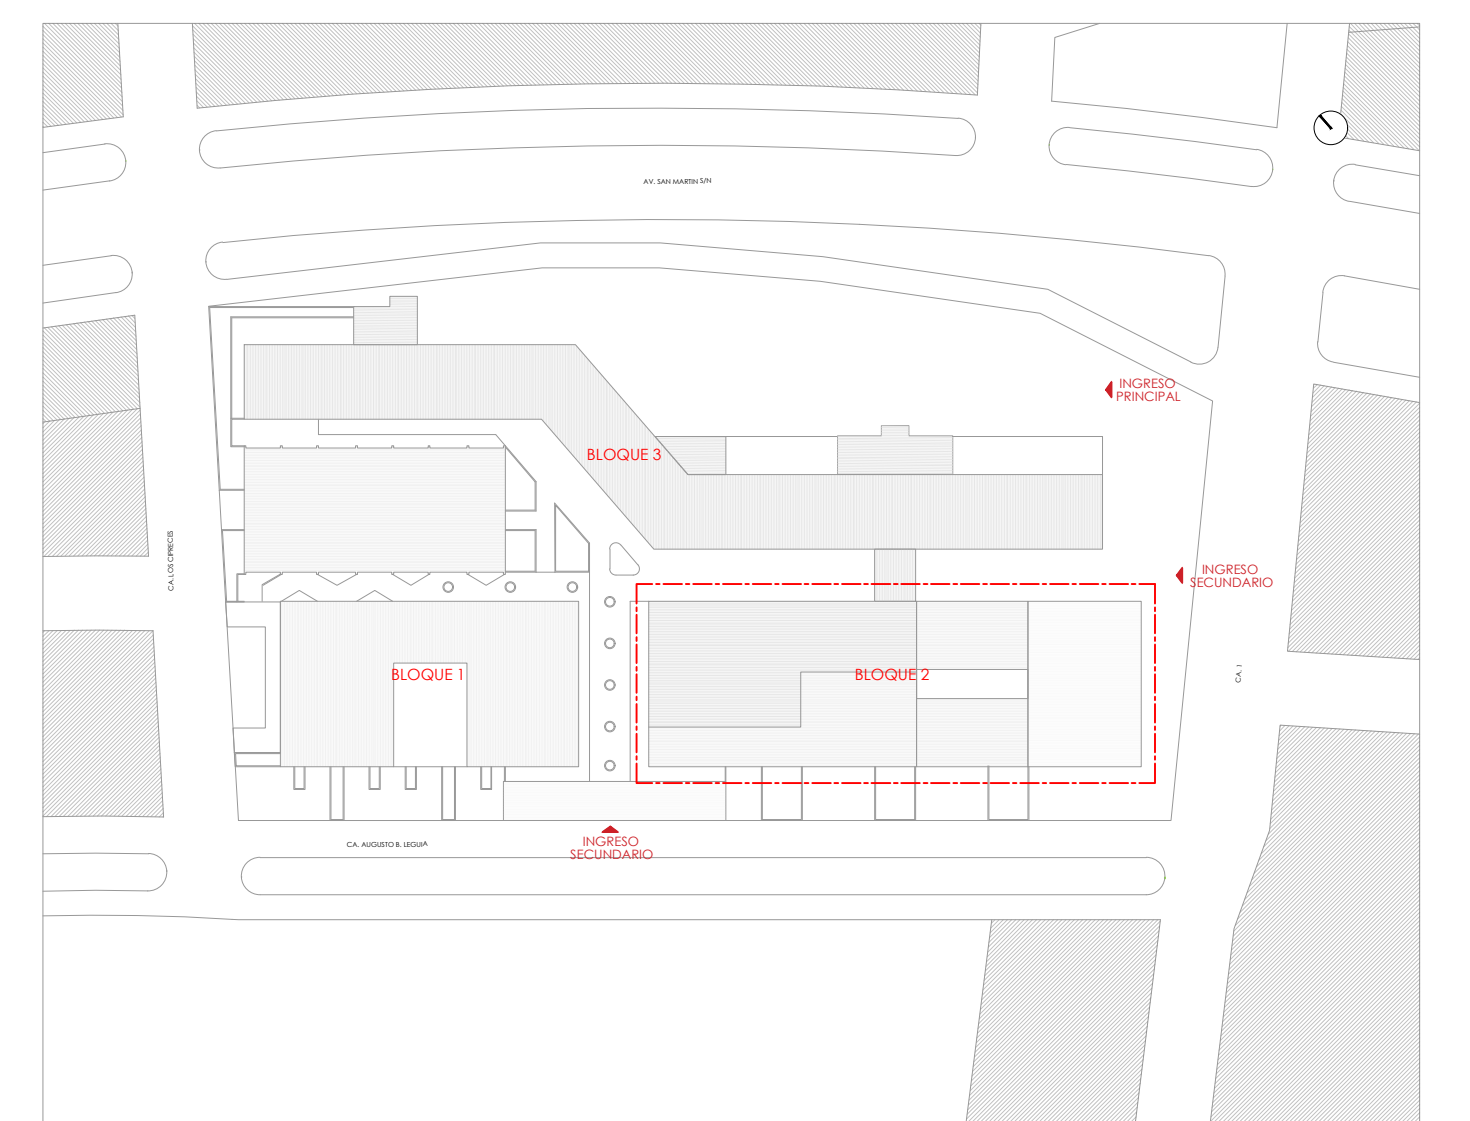 AV. SAN MARTIN S/N
INGRESO
PRINCIPAL
BLOQUE 3
CA. LOS CIPRECES
INGRESO
SECUNDARIO
BLOQUE 1
BLOQUE 2
CA. 1
CA. AUGUSTO B. LEGUIA
INGRESO
SECUNDARIO